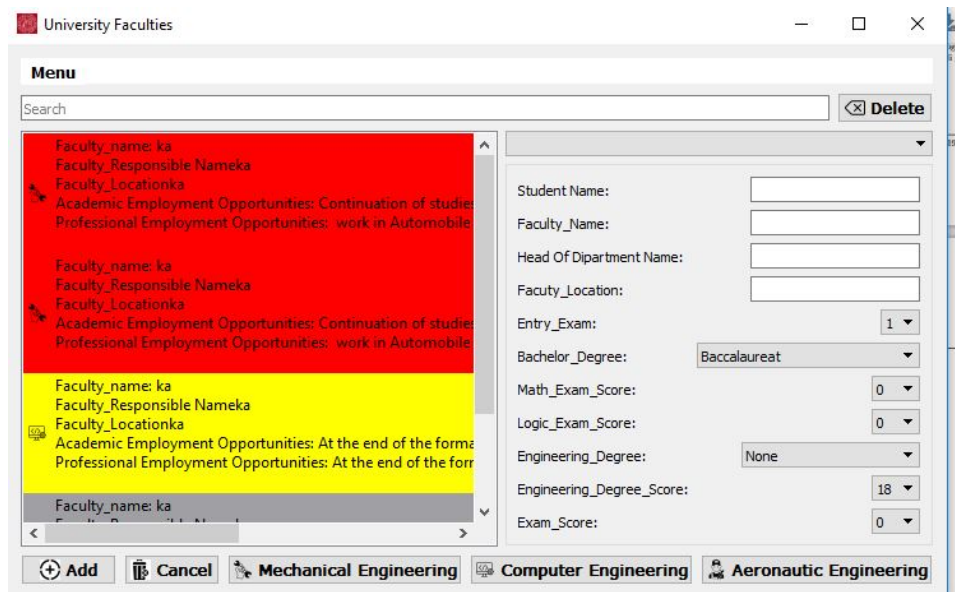 University Faculties
Menu
Search
Delete
Faculty_name: ka
Faculty_Responsible Nameka
Faculty_Locationka
Academic Employment Opportunities: Continuation of studies
Professional Employment Opportunities:  work in Automobile
Faculty_name: ka
Faculty_Responsible Nameka
Faculty_Locationka
Academic Employment Opportunities: Continuation of studies
Professional Employment Opportunities:  work in Automobile
Faculty_name: ka
Faculty_Responsible Nameka
Faculty_Locationka
Academic Employment Opportunities: At the end of the forma
Professional Employment Opportunities: At the end of the forr
Faculty_name: ka
Student Name:
Faculty_Name:
Head Of Dipartment Name:
Facuty_Location:
Entry_Exam: 1
Bachelor_Degree: Baccalaureat
Math_Exam_Score: 0
Logic_Exam_Score: 0
Engineering_Degree: None
Engineering_Degree_Score: 18
Exam_Score: 0
Add Cancel Mechanical Engineering Computer Engineering Aeronautic Engineering